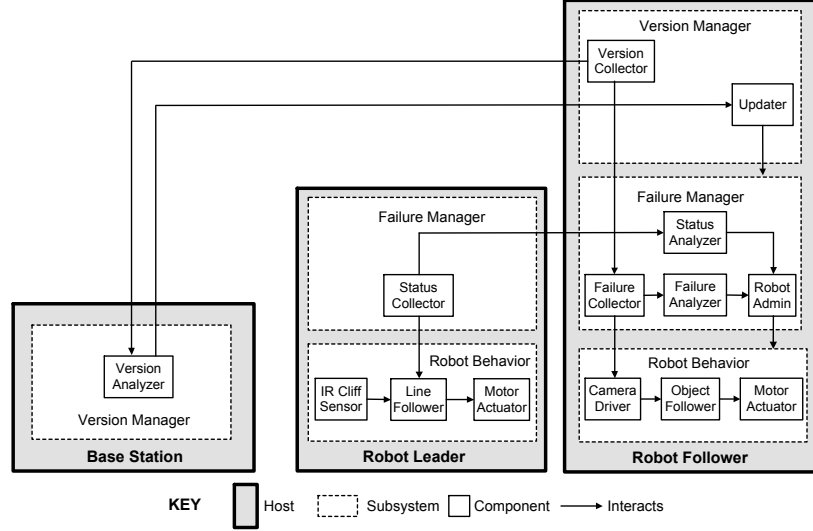 Version Manager
Version
Collector
Updater
Failure Manager
Status
Analyzer
Failure
Collector
Failure
Analyzer
Robot
Admin
Robot Behavior
Camera
Driver
Object
Follower
Motor
Actuator
Robot Follower
Failure Manager
Status
Collector
Robot Behavior
IR Cliff
Sensor
Line
Follower
Motor
Actuator
Robot Leader
Version
Analyzer
Version Manager
Base Station
KEY
Host
Subsystem
Component
Interacts